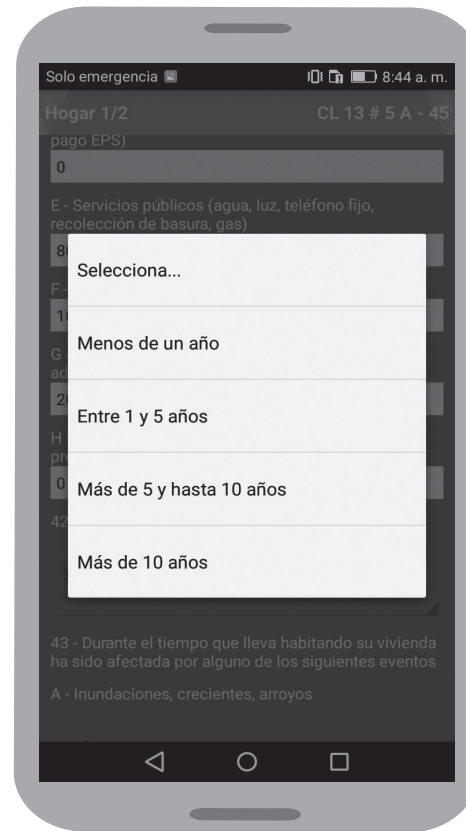 Solo emergencia 8:44 a. m.
Hogar 1/2 CL 13 # 5 A - 45
pago EPS)
0
E - Servicios públicos (agua, luz, teléfono fijo,
recolección de basura, gas)
Selecciona...
F -
Menos de un año
G -
Entre 1 y 5 años
H -
Más de 5 y hasta 10 años
0
42
Más de 10 años
43 - Durante el tiempo que lleva habitando su vivienda
ha sido afectada por alguno de los siguientes eventos
A - Inundaciones, crecientes, arroyos